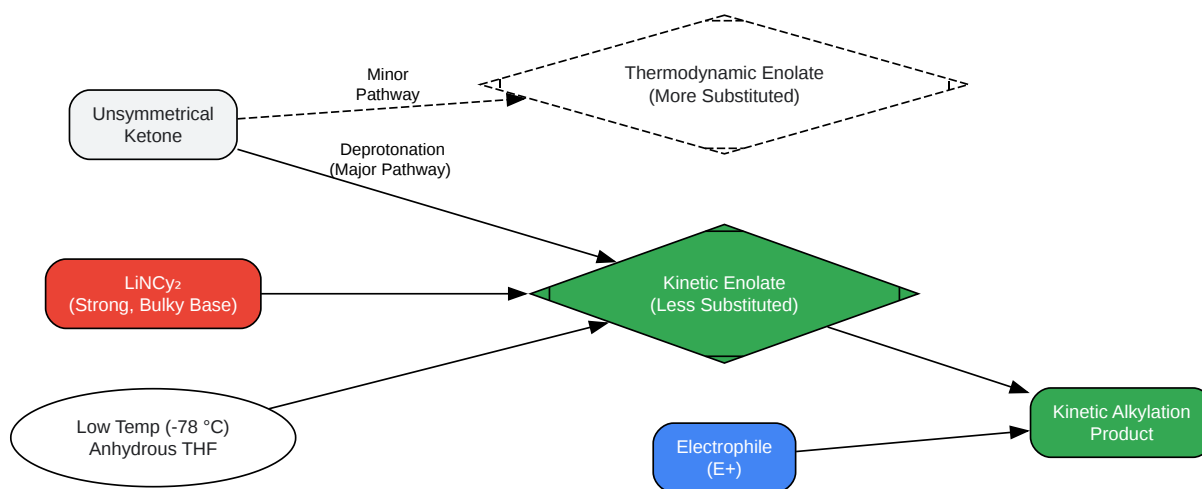 Thermodynamic Enolate
(More Substituted)
Minor
Pathway
Unsymmetrical
Ketone
Deprotonation
(Major Pathway)
LiNCy₂
(Strong, Bulky Base)
Kinetic Enolate
(Less Substituted)
Low Temp (-78 °C)
Anhydrous THF
Electrophile
(E+)
Kinetic Alkylation
Product